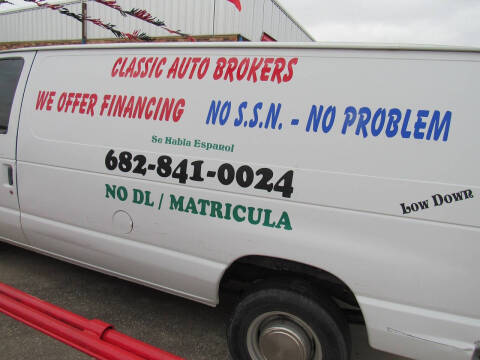 CLASSIC AUTO BROKERS
WE OFFER FINANCING NO S.S.N. - NO PROBLEM
Se Habla Espanol
682-841-0024
NO DL / MATRICULA
LOW DOWN